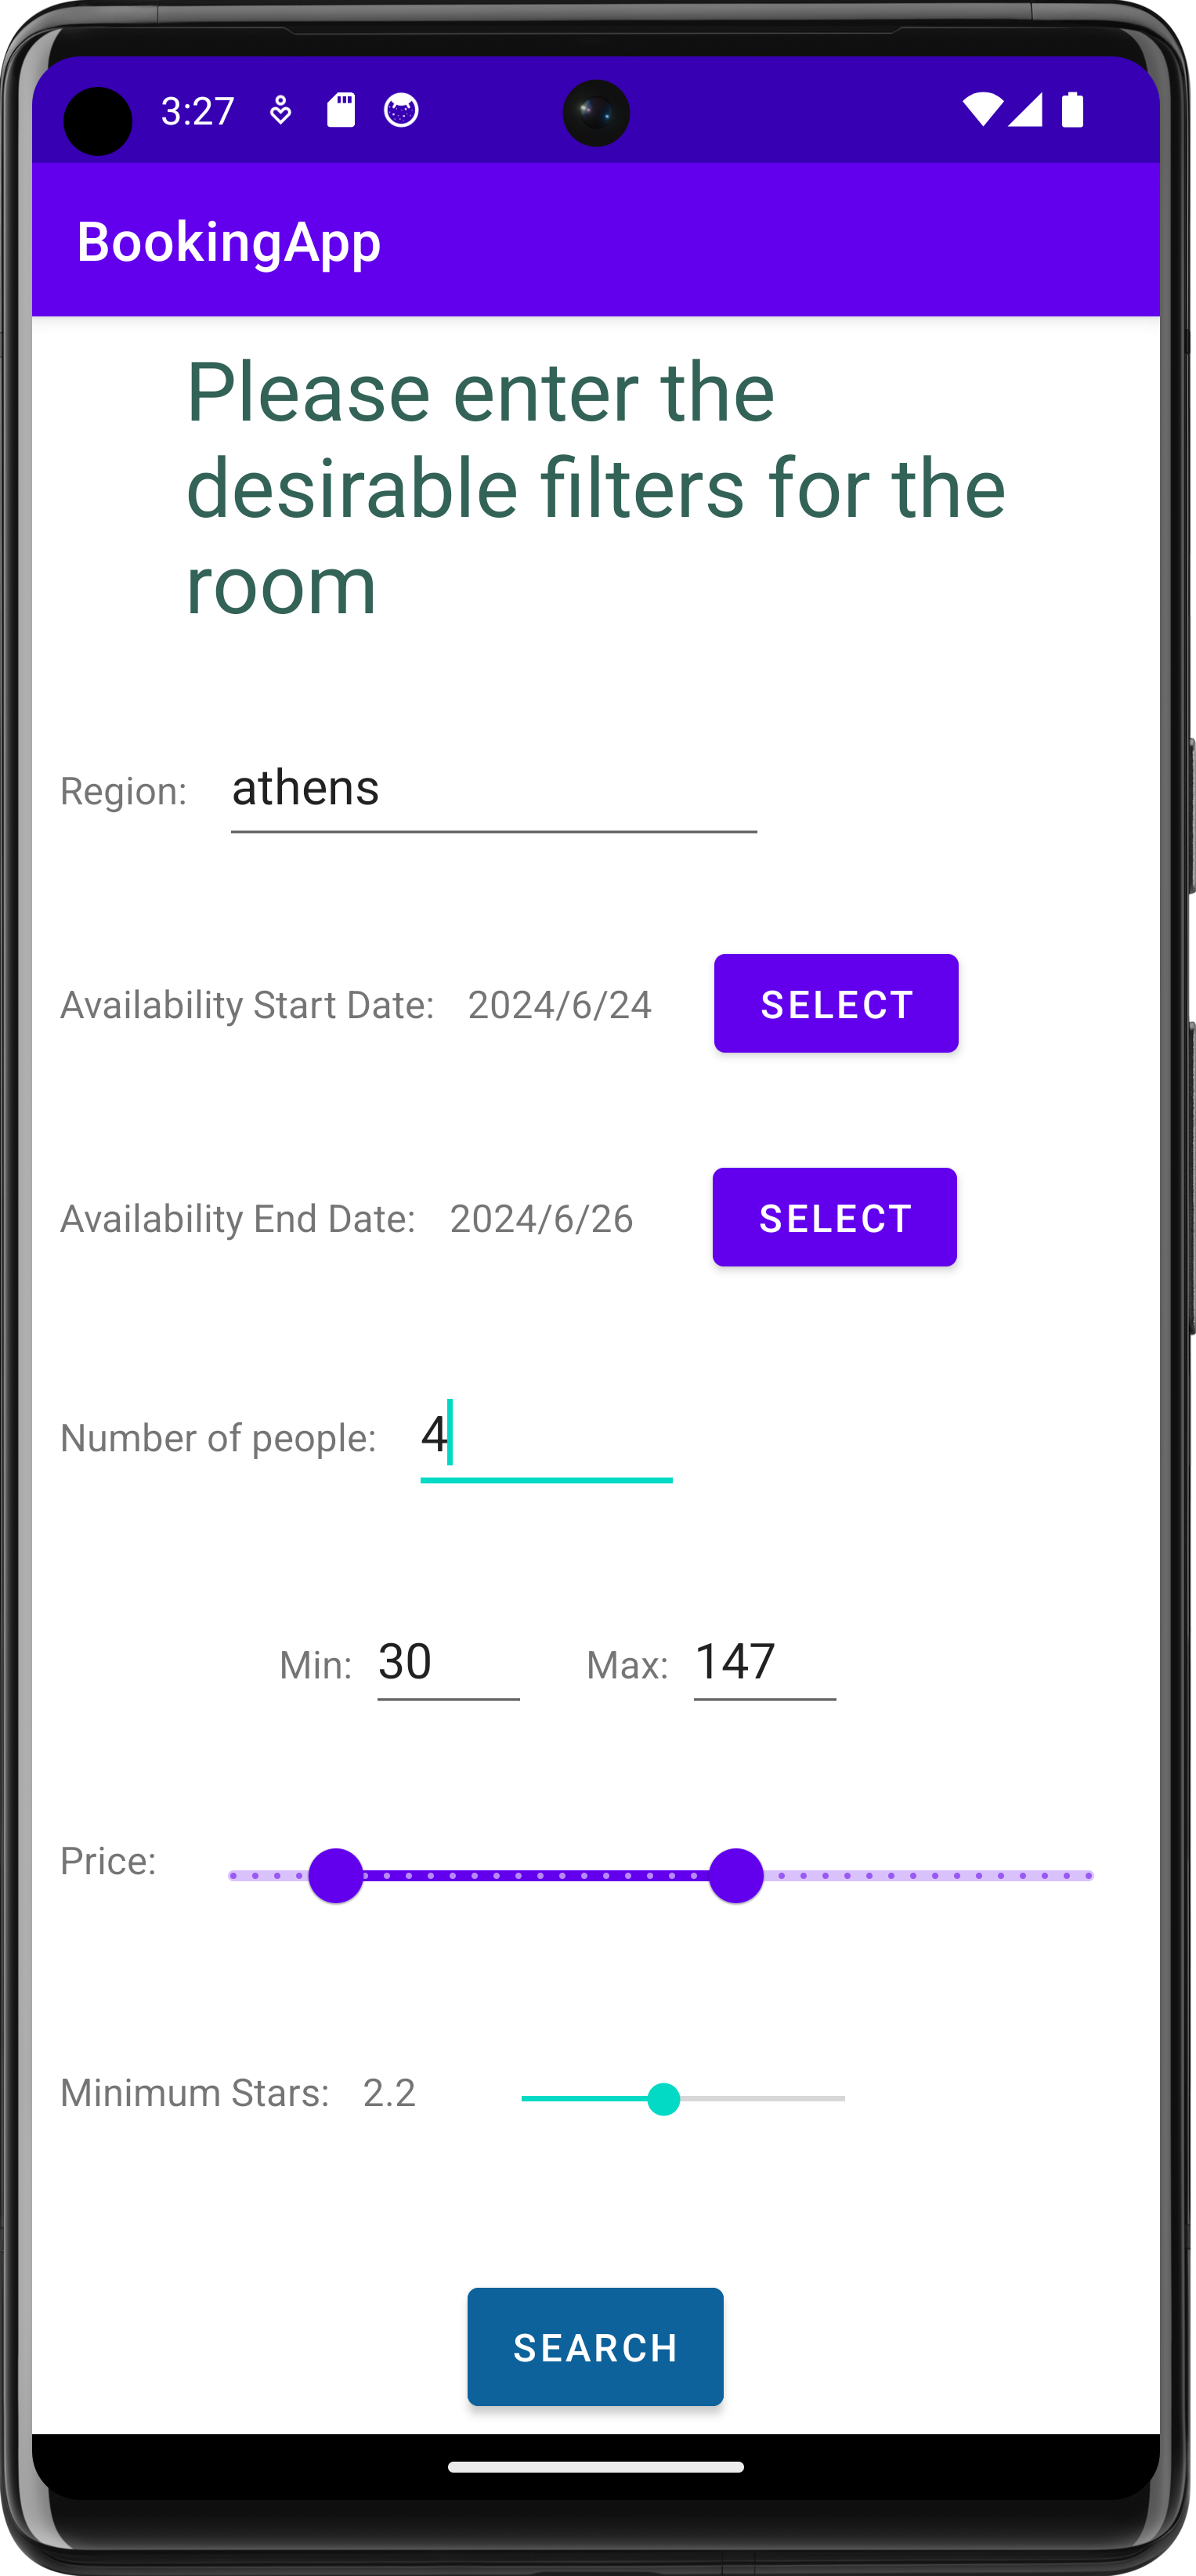 3:27
BookingApp
Please enter the
desirable filters for the
room
Region: athens
Availability Start Date: 2024/6/24 SELECT
Availability End Date: 2024/6/26 SELECT
Number of people: 4
Min: 30 Max: 147
Price:
Minimum Stars: 2.2
SEARCH